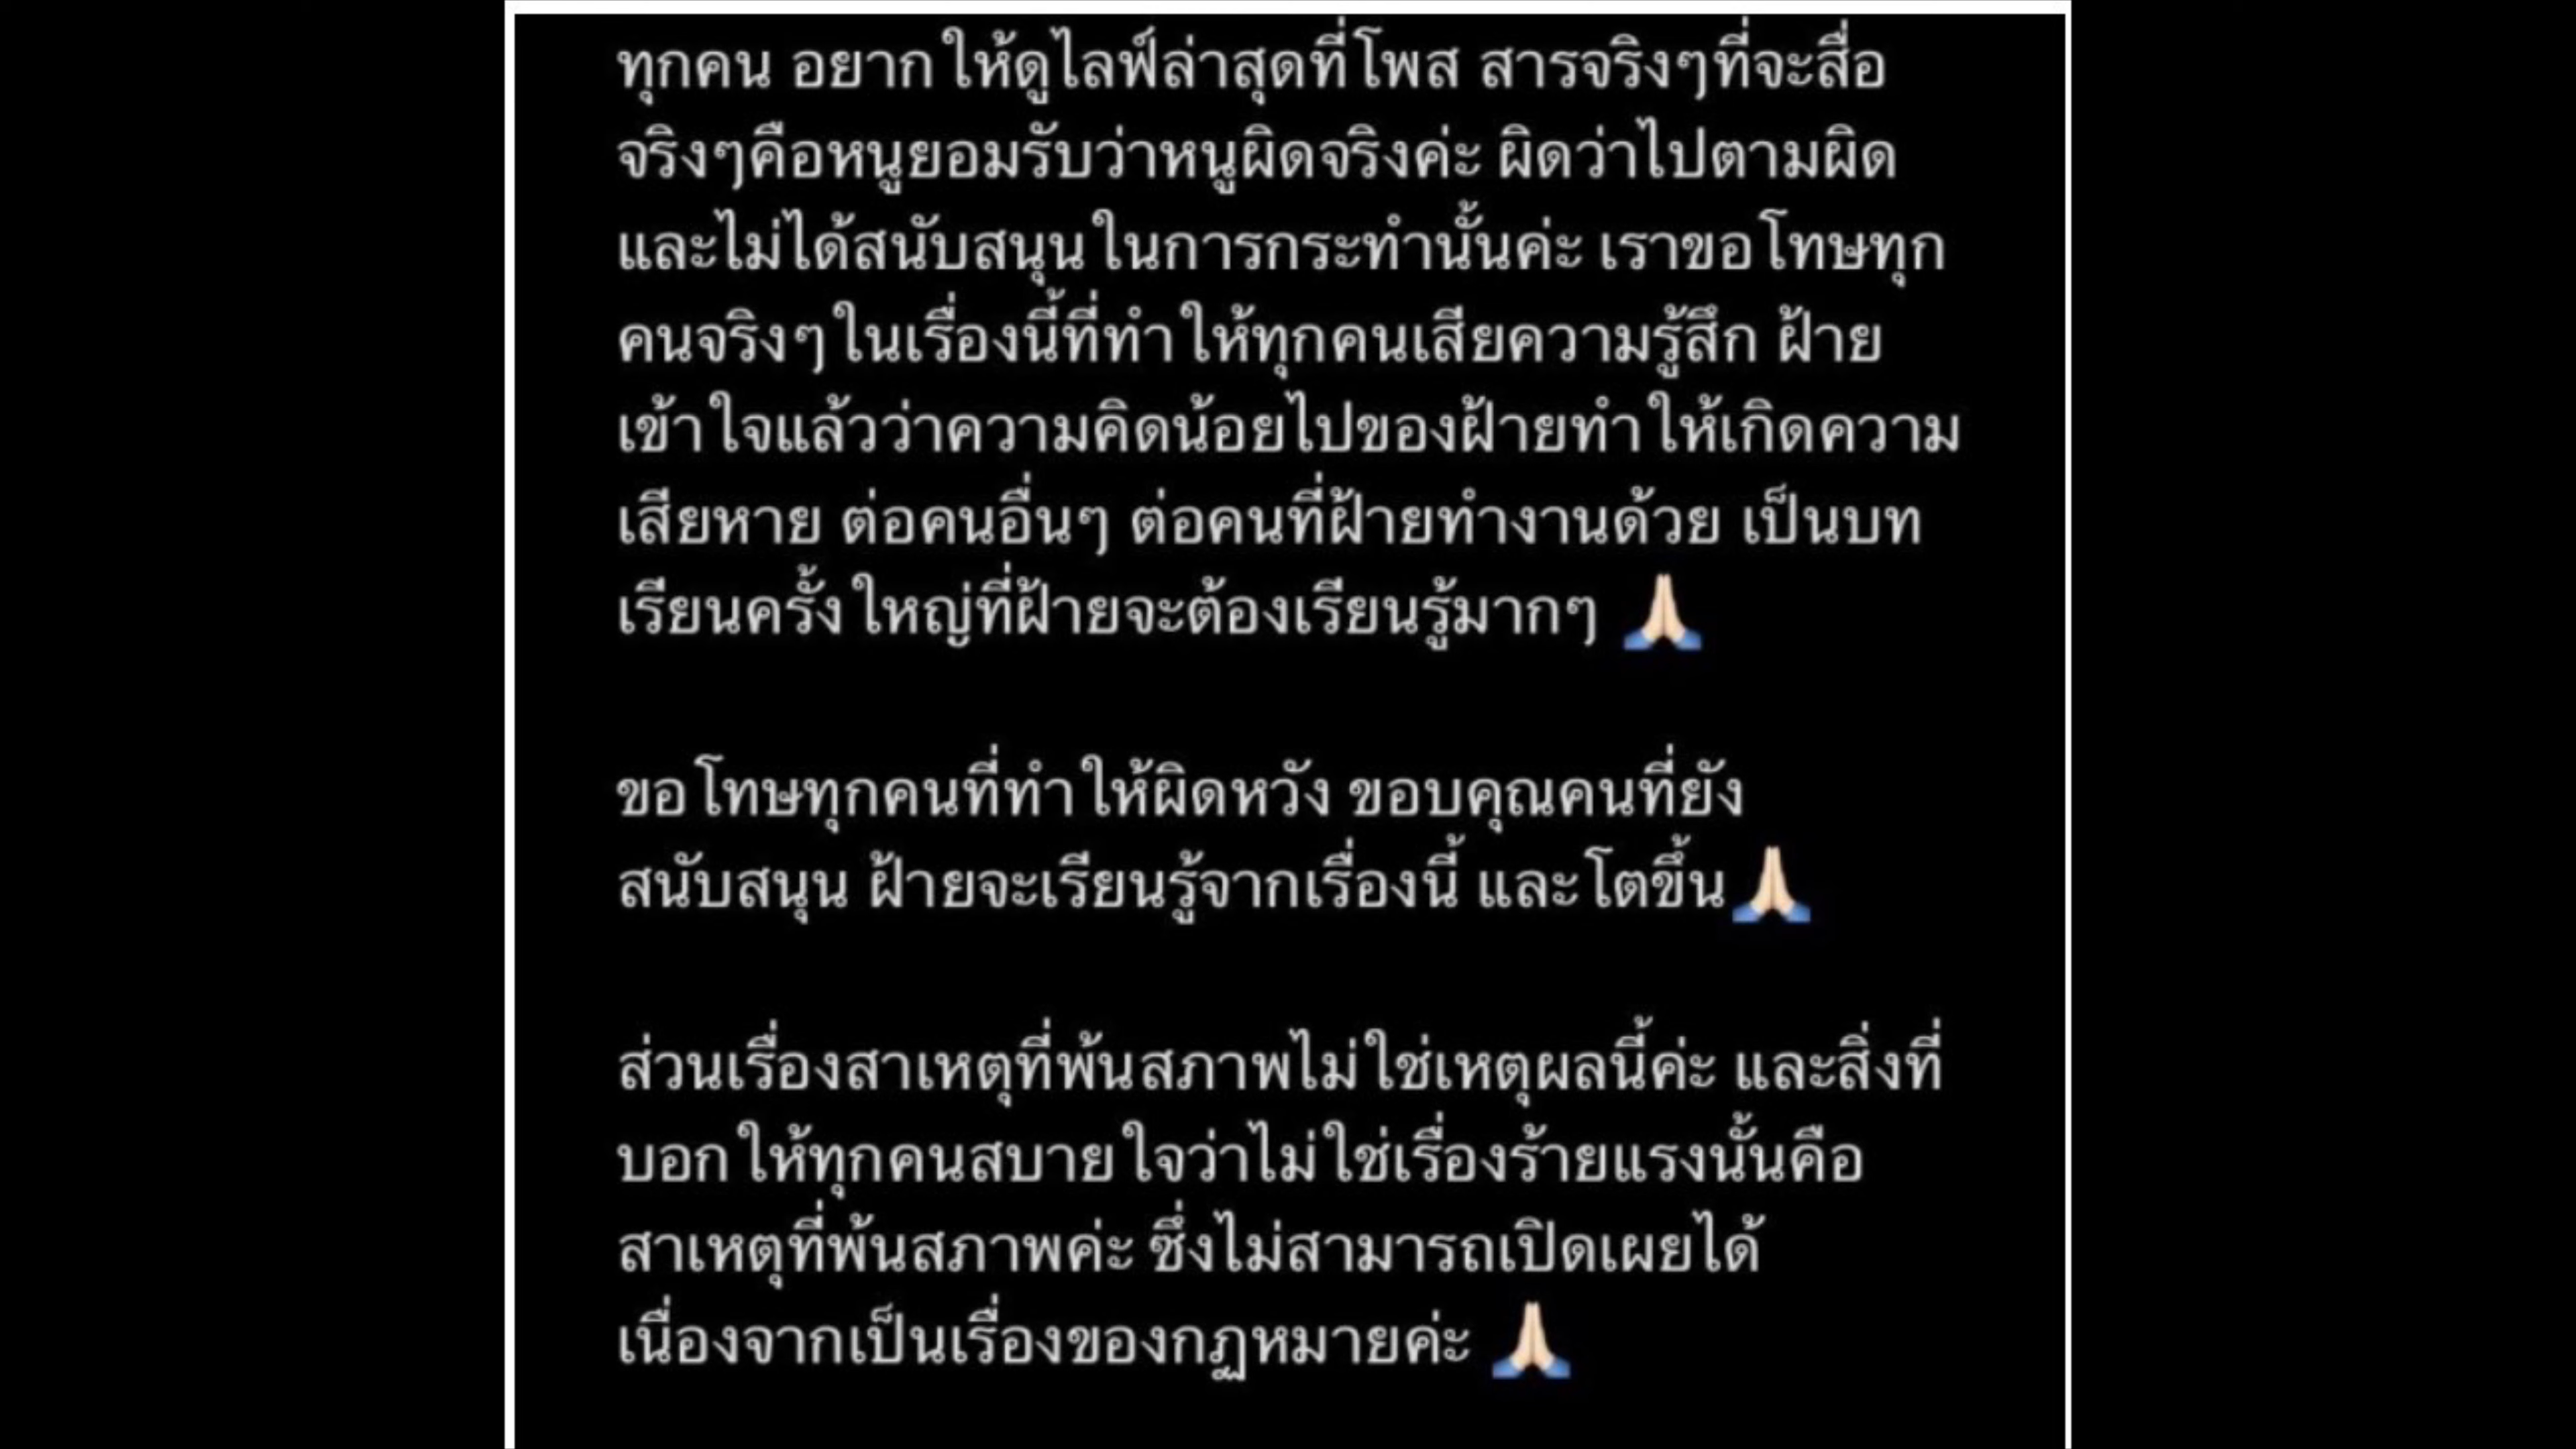 ทุกคน อยากให้ดูไลฟ์ล่าสุดที่โพส สารจริงๆที่จะสื่อ
จริงๆคือหนูยอมรับว่าหนูผิดจริงค่ะ ผิดว่าไปตามผิด
และไม่ได้สนับสนุนในการกระทำนั้นค่ะ เราขอโทษทุก
คนจริงๆในเรื่องนี้ที่ทำให้ทุกคนเสียความรู้สึก ฝ้าย
เข้าใจแล้วว่าความคิดน้อยไปของฝ้ายทำให้เกิดความ
เสียหาย ต่อคนอื่นๆ ต่อคนที่ฝ้ายทำงานด้วย เป็นบท
เรียนครั้งใหญ่ที่ฝ้ายจะต้องเรียนรู้มากๆ 🙏🏻
ขอโทษทุกคนที่ทำให้ผิดหวัง ขอบคุณคนที่ยัง
สนับสนุน ฝ้ายจะเรียนรู้จากเรื่องนี้ และโตขึ้น🙏🏻
ส่วนเรื่องสาเหตุที่พ้นสภาพไม่ใช่เหตุผลนี้ค่ะ และสิ่งที่
บอกให้ทุกคนสบายใจว่าไม่ใช่เรื่องร้ายแรงนั้นคือ
สาเหตุที่พ้นสภาพค่ะ ซึ่งไม่สามารถเปิดเผยได้
เนื่องจากเป็นเรื่องของกฎหมายค่ะ 🙏🏻